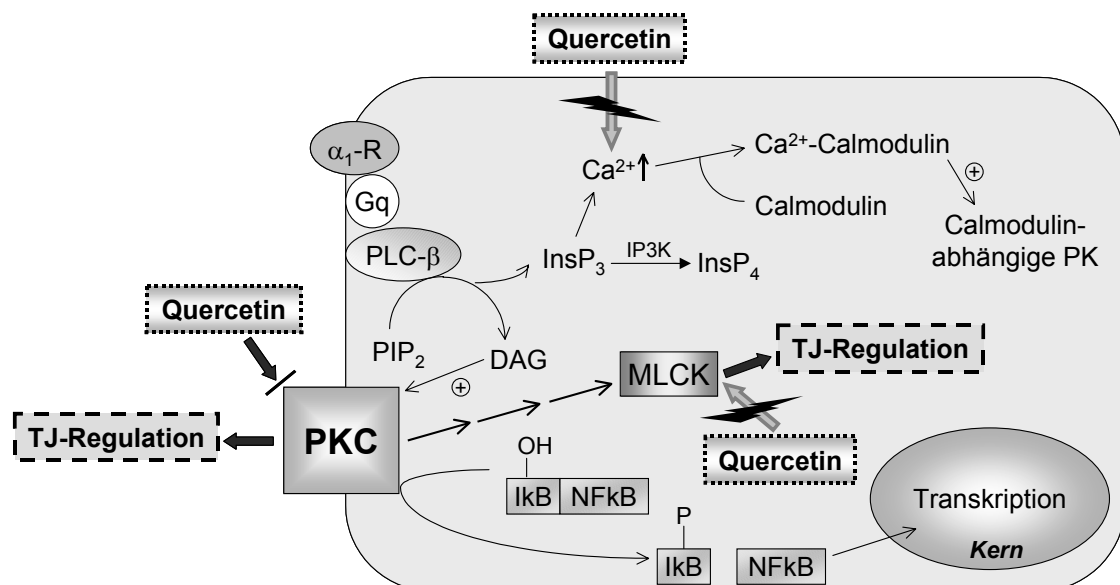 Quercetin
α1-R
Gq
PLC-β
Ca2+
Ca2+-Calmodulin
+
Calmodulin
Calmodulin-
abhängige PK
InsP3
IP3K
InsP4
Quercetin
PIP2
DAG
+
MLCK
TJ-Regulation
TJ-Regulation
PKC
Quercetin
OH
IkB
NFkB
P
IkB
NFkB
Transkription
Kern